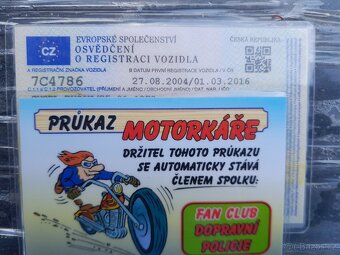 EVROPSKÉ SPOLEČENSTVÍ
ČESKÁ REPUBLIKA
CZ
OSVĚDČENÍ
O REGISTRACI VOZIDLA
A REGISTRAČNÍ ZNAČKA VOZIDLA
B DATUM PRVNÍ REGISTRACE VOZIDLA / V ČR
7C4786
27.08.2004/01.03.2016
PRŮKAZ
MOTORKÁŘE
DRŽITEL TOHOTO PRŮKAZU
SE AUTOMATICKY STÁVÁ
ČLENEM SPOLKU:
FAN CLUB
DOPRAVNÍ
POLICIE